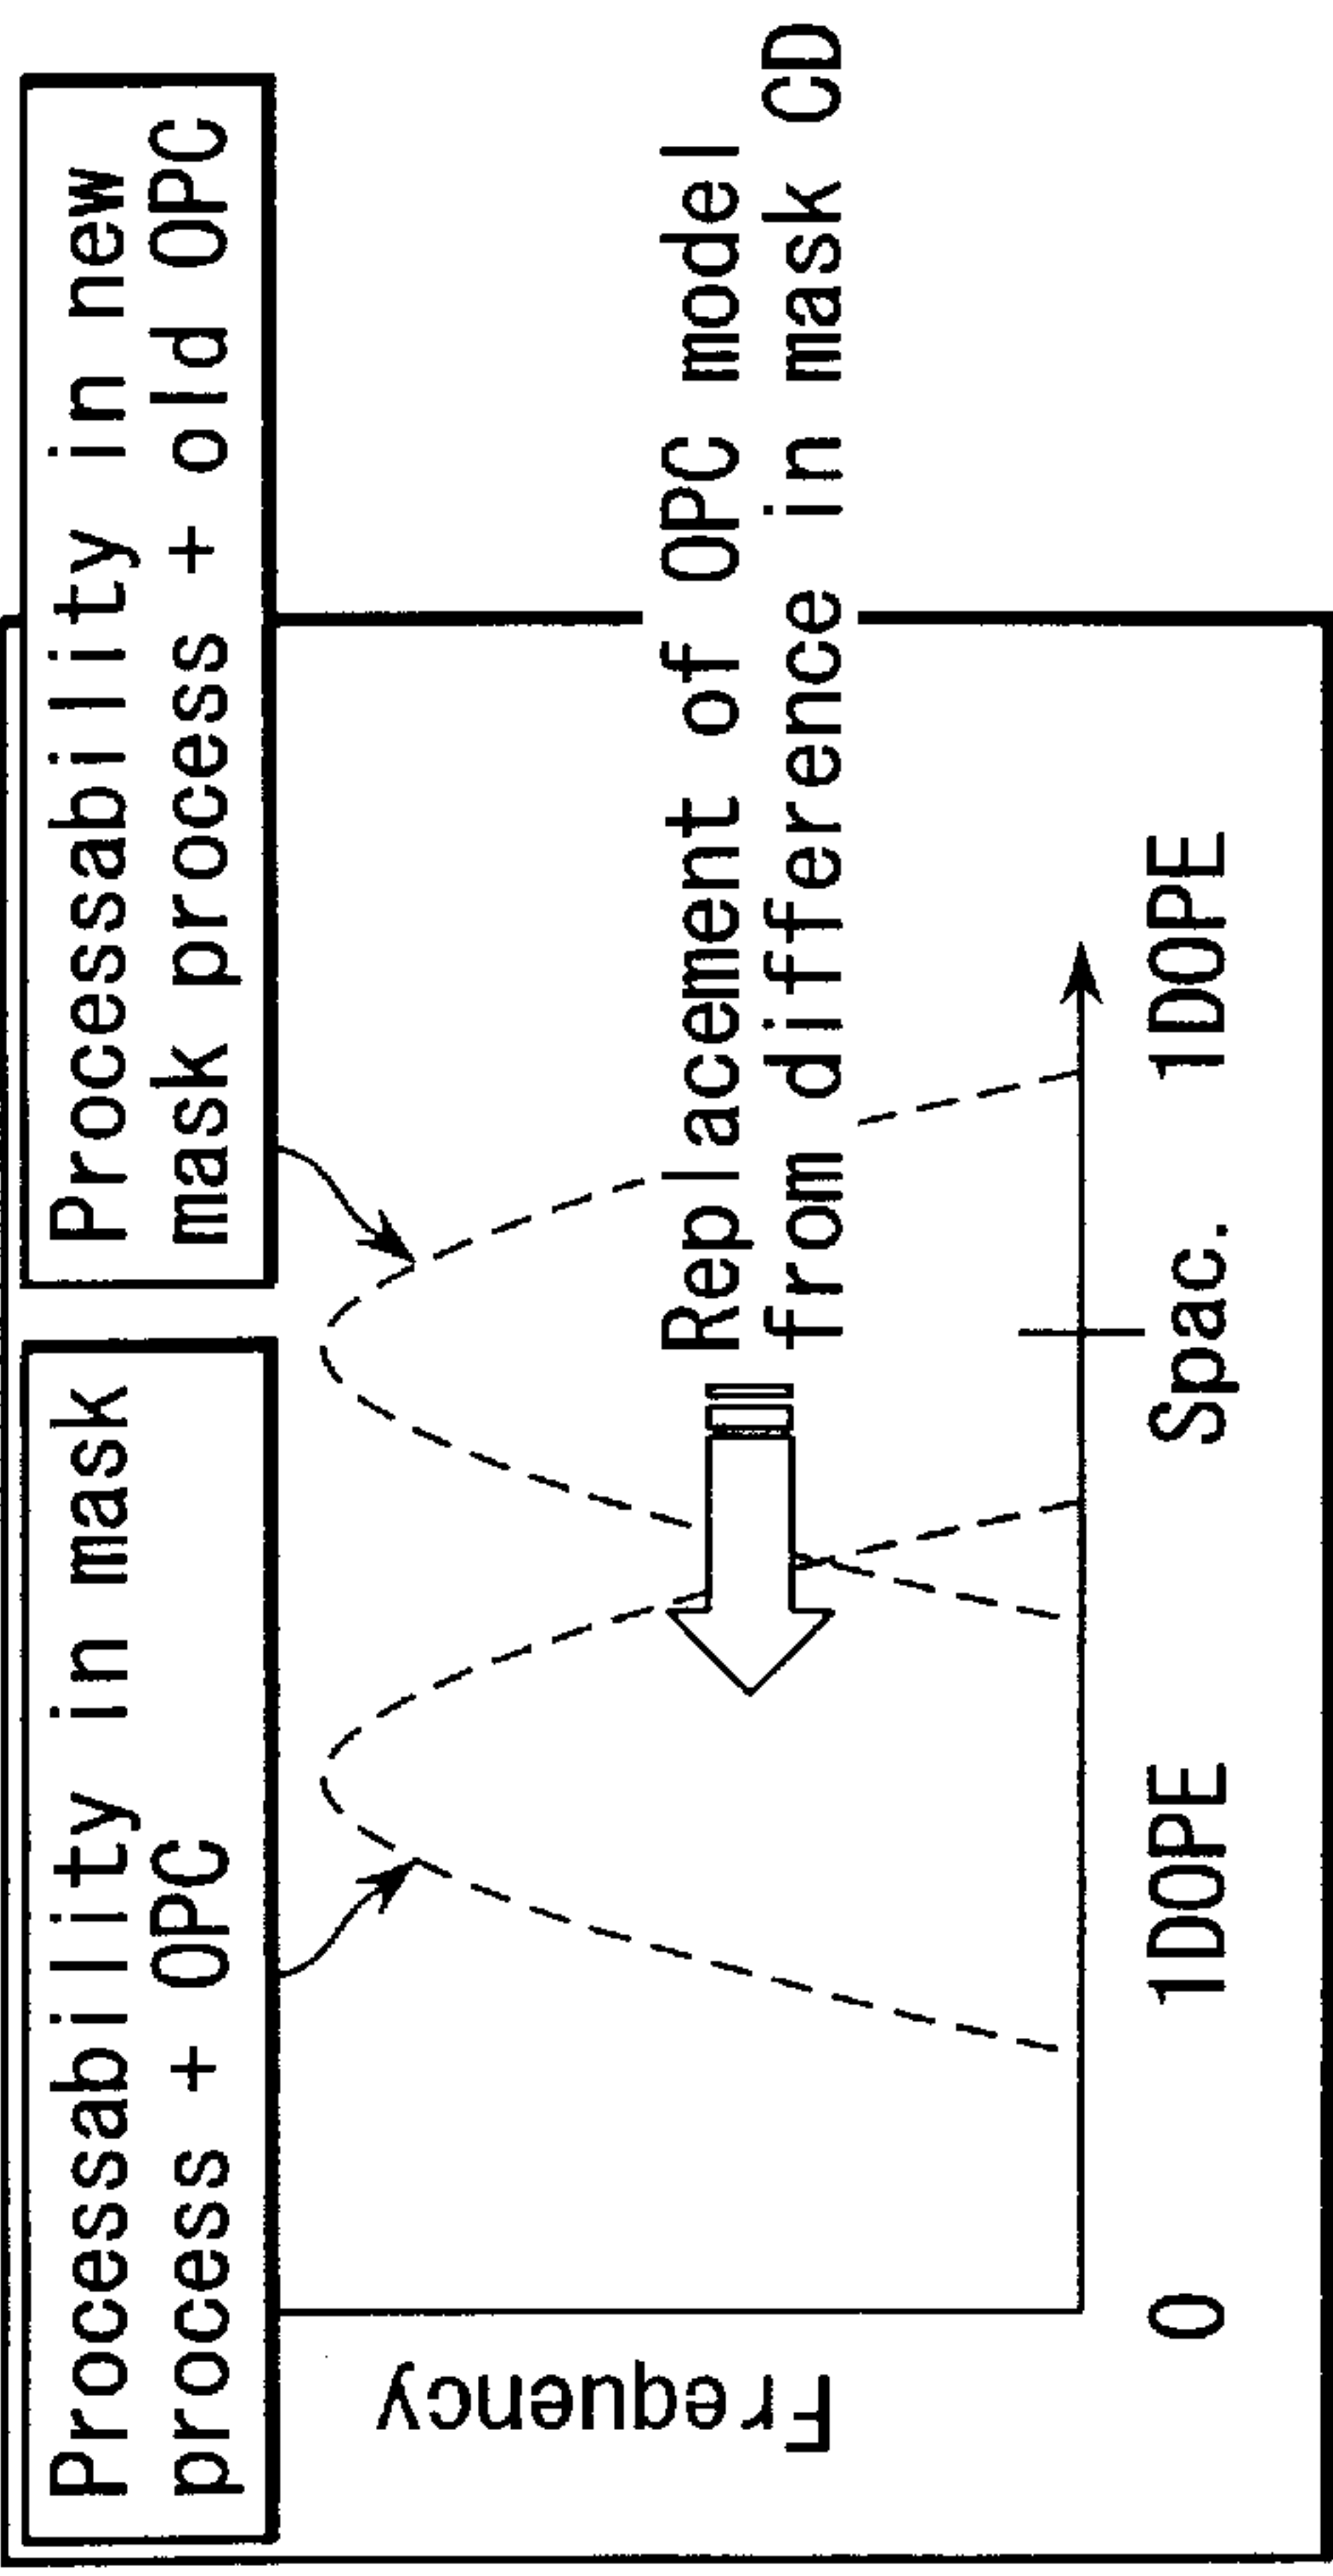 Processability in mask
process + OPC
Processability in new
mask process + old OPC
Frequency
Replacement of OPC model
from difference in mask CD
0
1DOPE
Spac.
1DOPE